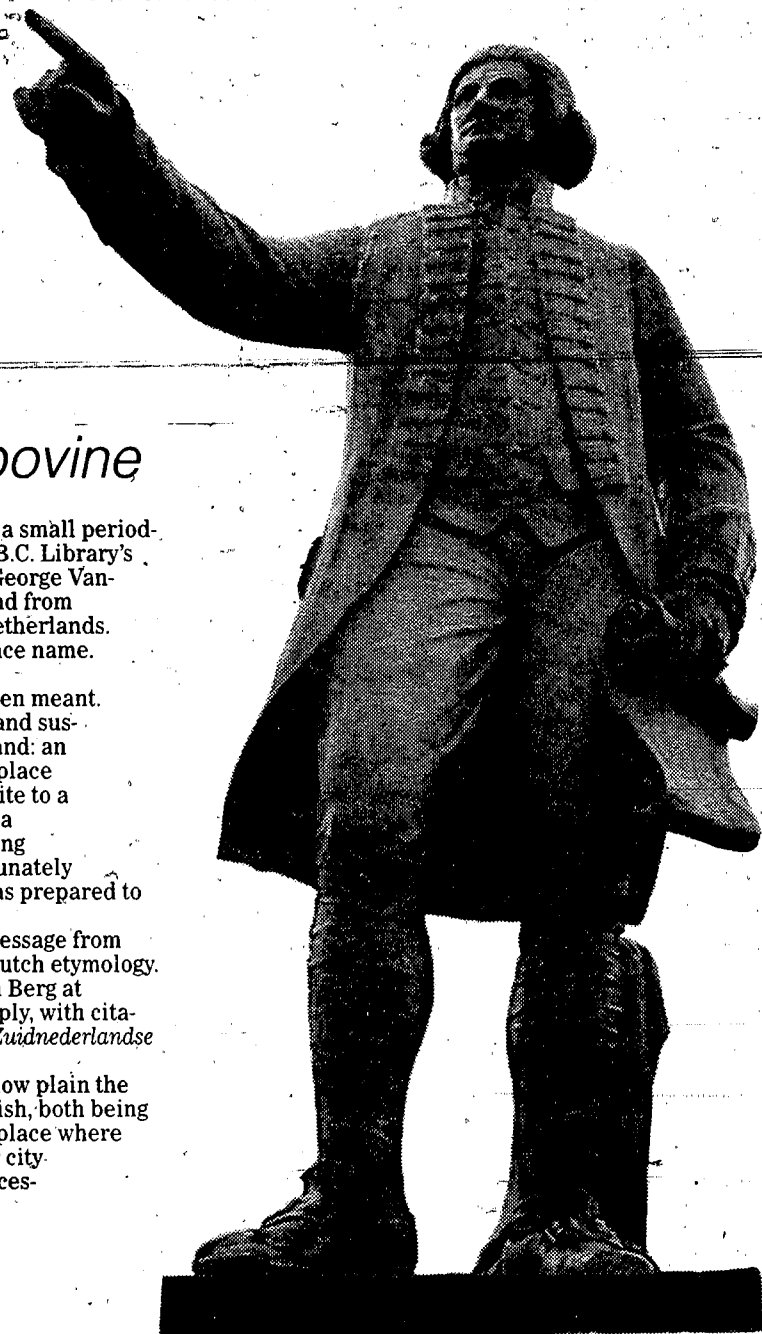 bovine
a small period-
B.C. Library's
George Van-
nd from
etherlands.
ace name.
en meant.
and sus-
and: an
place
ite to a
a
ng
unately
as prepared to
essage from
utch etymology.
Berg at
ply, with cita-
Zuidnederlandse
ow plain the
ish, both being
place where
city
ces-